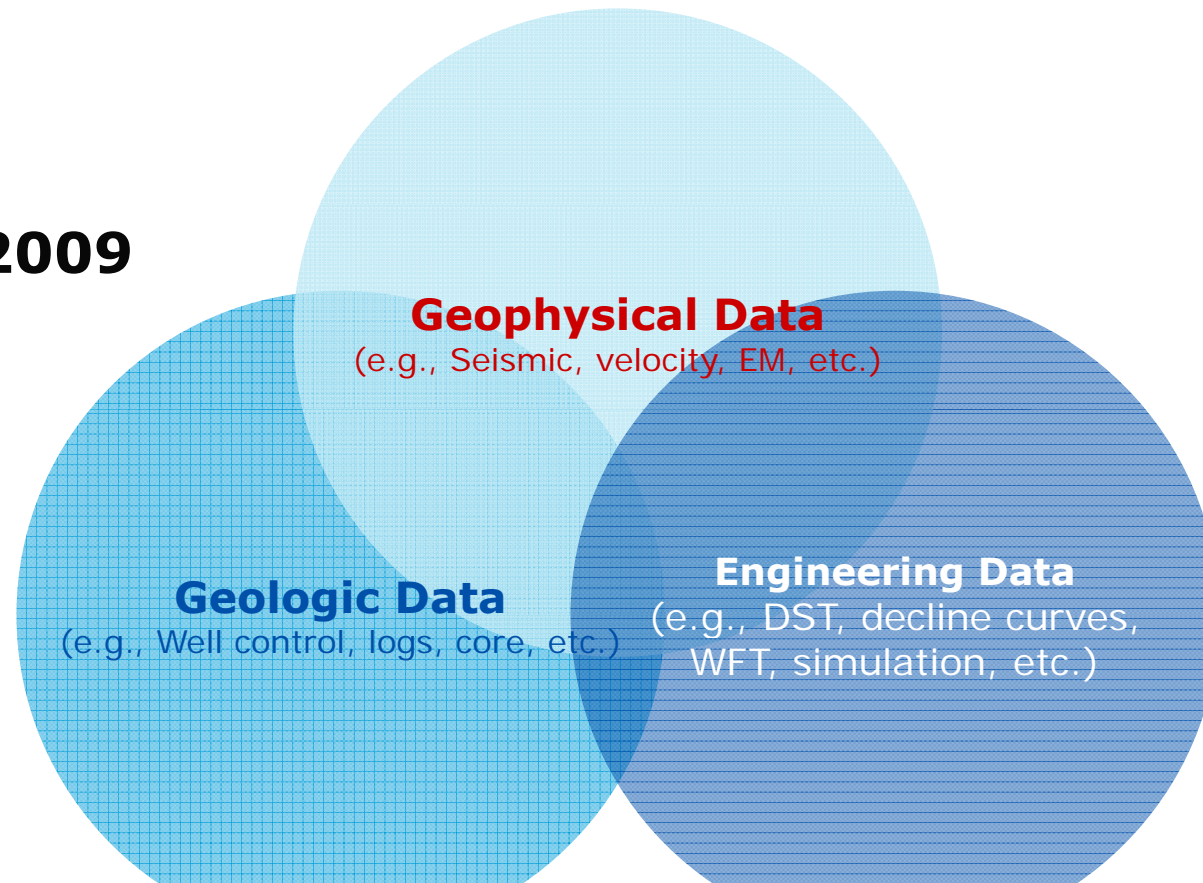 2009
Geophysical Data
(e.g., Seismic, velocity, EM, etc.)
Geologic Data
(e.g., Well control, logs, core, etc.)
Engineering Data
(e.g., DST, decline curves,
WFT, simulation, etc.)